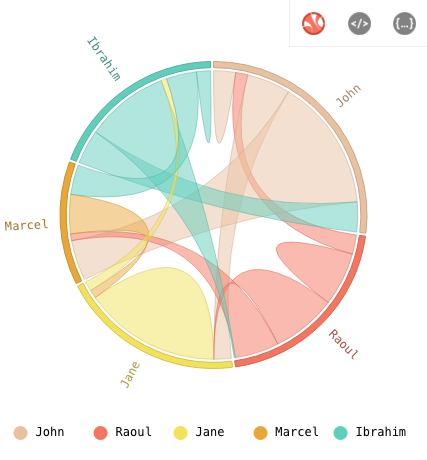 </>
{…}
Ibrahim
John
Marcel
Jane
Raoul
John Raoul Jane Marcel Ibrahim